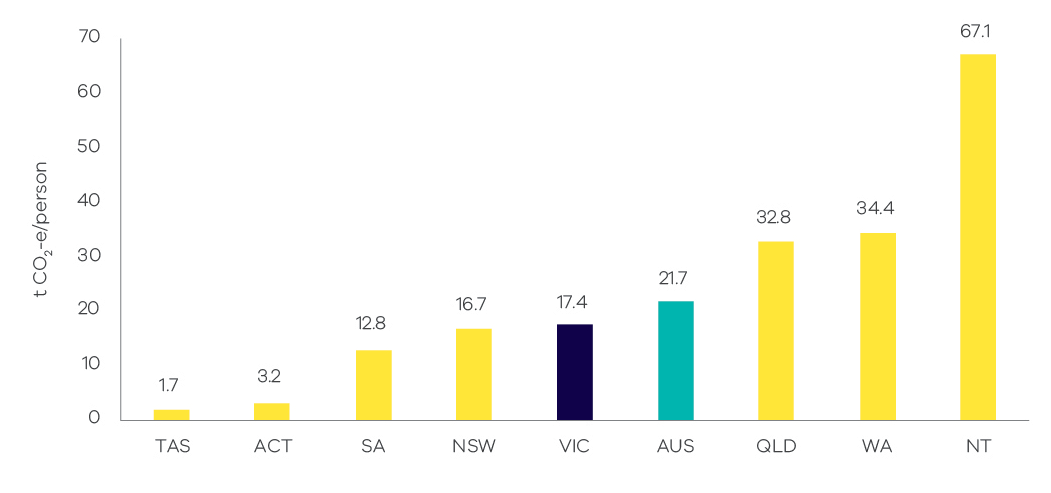 70
60
50
40
30
20
10
0
t CO₂-e/person
1.7
3.2
12.8
16.7
17.4
21.7
32.8
34.4
67.1
TAS
ACT
SA
NSW
VIC
AUS
QLD
WA
NT